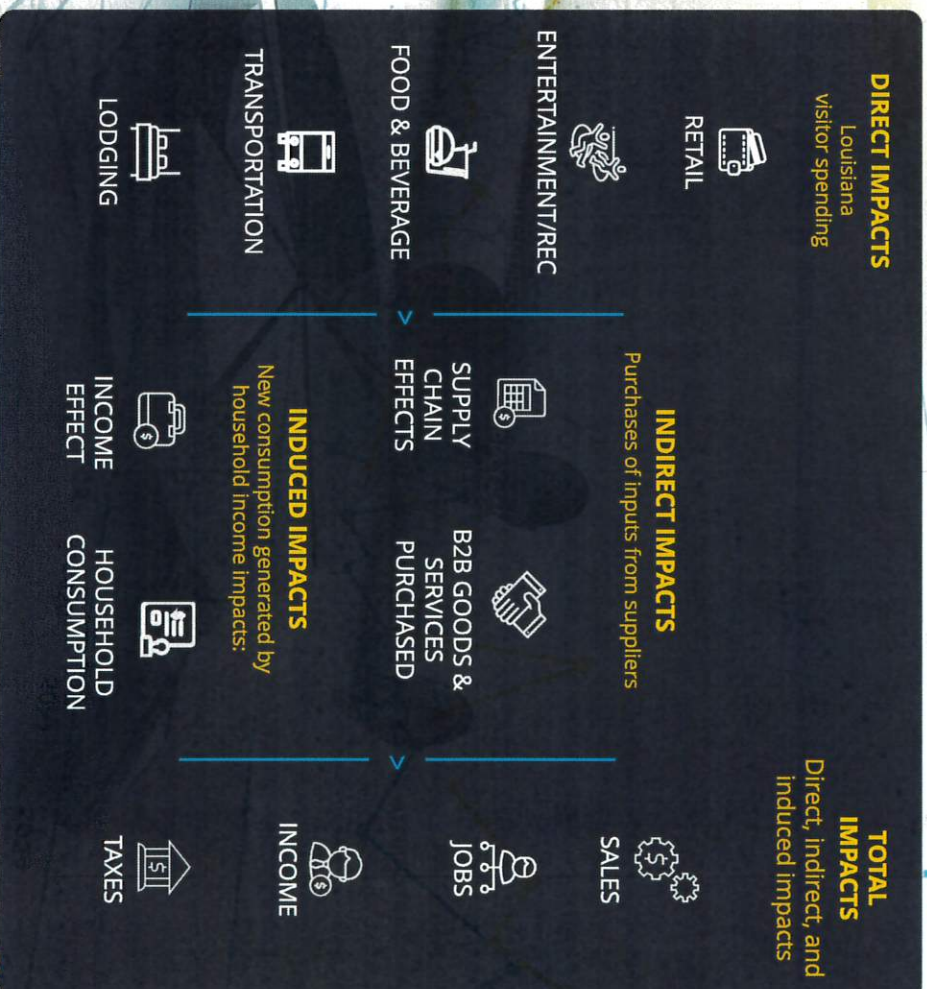 DIRECT IMPACTS
Louisiana
visitor spending
RETAIL
ENTERTAINMENT/REC
FOOD & BEVERAGE
TRANSPORTATION
LODGING
>
INDIRECT IMPACTS
Purchases of inputs from suppliers
SUPPLY
CHAIN
EFFECTS
B2B GOODS &
SERVICES
PURCHASED
INDUCED IMPACTS
New consumption generated by
household income impacts:
INCOME
EFFECT
HOUSEHOLD
CONSUMPTION
>
TOTAL
IMPACTS
Direct, indirect, and
induced impacts
SALES
JOBS
INCOME
TAXES